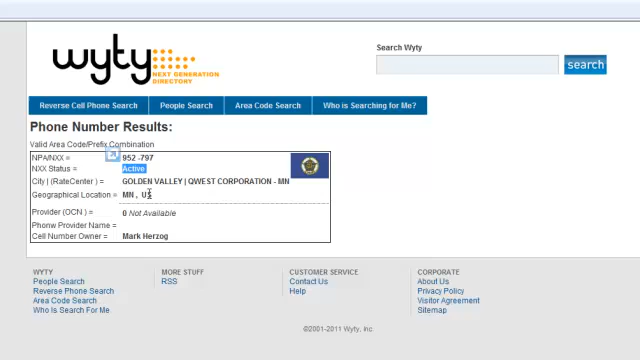 wyty
NEXT GENERATION
DIRECTORY
Search Wyty
search
Reverse Cell Phone Search
People Search
Area Code Search
Who is Searching for Me?
Phone Number Results:
Valid Area Code/Prefix Combination
NPA/NXX = 952 -797
NXX Status = Active
City | (RateCenter ) = GOLDEN VALLEY | QWEST CORPORATION - MN
Geographical Location = MN , US
Provider (OCN ) = 0 Not Available
Phonw Provider Name =
Cell Number Owner = Mark Herzog
WYTY
People Search
Reverse Phone Search
Area Code Search
Who Is Search For Me?
MORE STUFF
RSS
CUSTOMER SERVICE
Contact Us
Help
CORPORATE
About Us
Privacy Policy
Visitor Agreement
Sitemap
©2001-2011 Wyty, Inc